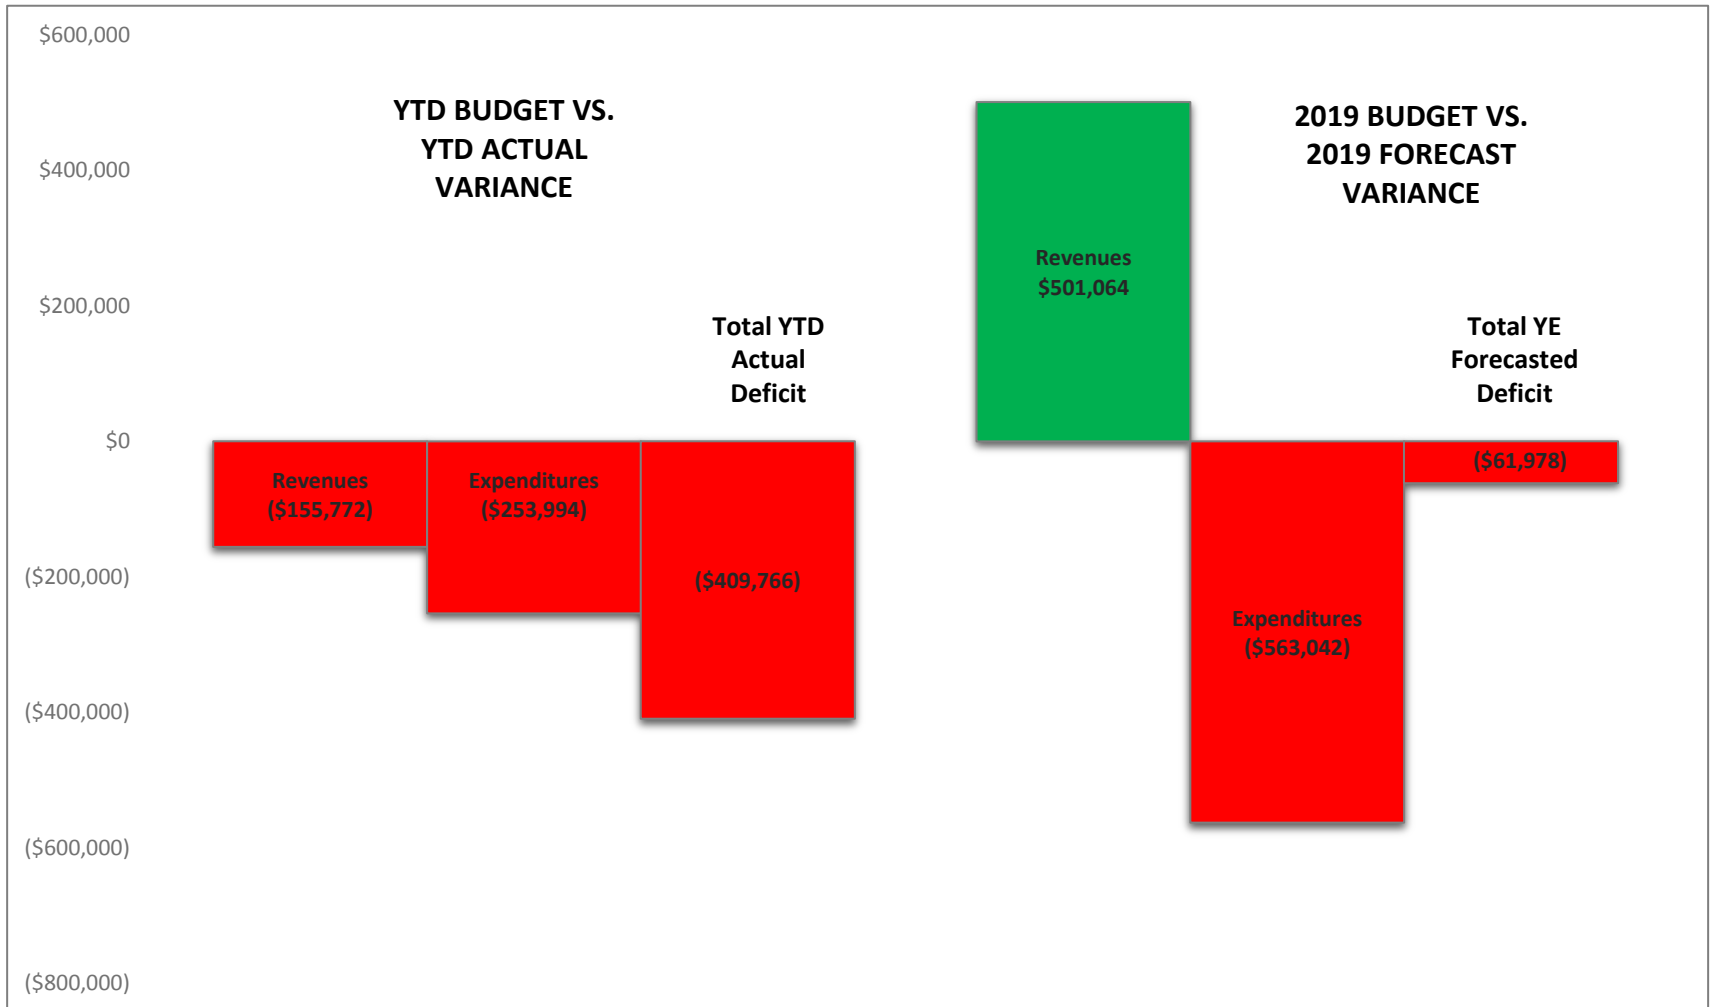 $600,000
$400,000
$200,000
$0
($200,000)
($400,000)
($600,000)
($800,000)
YTD BUDGET VS.
YTD ACTUAL
VARIANCE
Total YTD
Actual
Deficit
Revenues
($155,772)
Expenditures
($253,994)
($409,766)
2019 BUDGET VS.
2019 FORECAST
VARIANCE
Revenues
$501,064
Total YE
Forecasted
Deficit
Expenditures
($563,042)
($61,978)